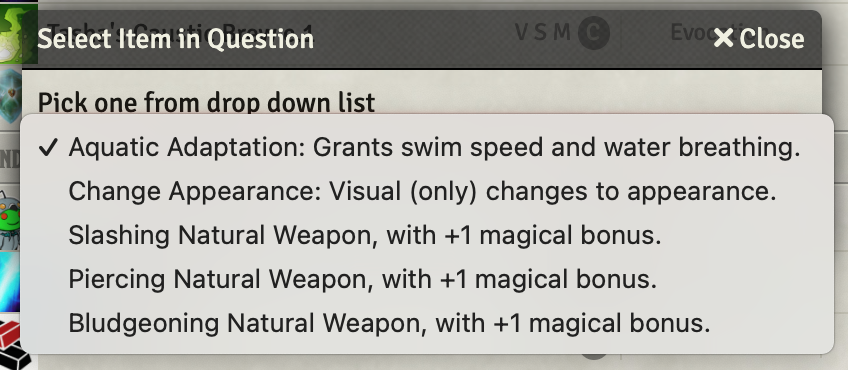 Select Item in Question
V S M C
✕ Close
Pick one from drop down list
✓ Aquatic Adaptation: Grants swim speed and water breathing.
Change Appearance: Visual (only) changes to appearance.
Slashing Natural Weapon, with +1 magical bonus.
Piercing Natural Weapon, with +1 magical bonus.
Bludgeoning Natural Weapon, with +1 magical bonus.